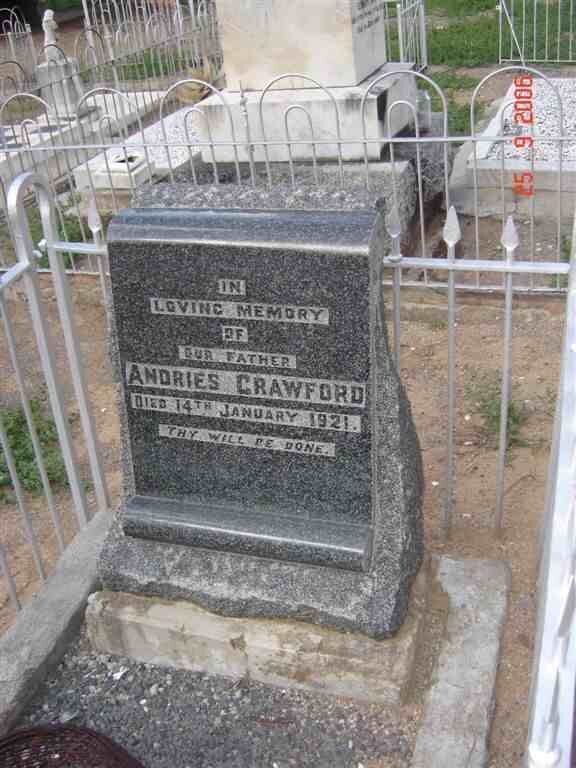 IN
LOVING MEMORY
OF
OUR FATHER
ANDRIES CRAWFORD
DIED 14TH JANUARY 1921.
THY WILL BE DONE.
25 9 2006